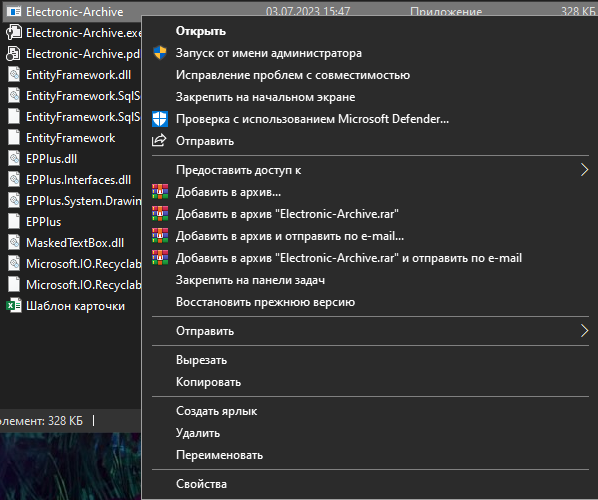 Electronic-Archive 03.07.2023 15:47 Приложение 328 КБ
Electronic-Archive.exe
Electronic-Archive.pd
EntityFramework.dll
EntityFramework.SqlS
EntityFramework.SqlS
EntityFramework
EPPlus.dll
EPPlus.Interfaces.dll
EPPlus.System.Drawin
EPPlus
MaskedTextBox.dll
Microsoft.IO.Recyclab
Microsoft.IO.Recyclab
Шаблон карточки
элемент: 328 КБ
Открыть
Запуск от имени администратора
Исправление проблем с совместимостью
Закрепить на начальном экране
Проверка с использованием Microsoft Defender...
Отправить
Предоставить доступ к
Добавить в архив...
Добавить в архив "Electronic-Archive.rar"
Добавить в архив и отправить по e-mail...
Добавить в архив "Electronic-Archive.rar" и отправить по e-mail
Закрепить на панели задач
Восстановить прежнюю версию
Отправить
Вырезать
Копировать
Создать ярлык
Удалить
Переименовать
Свойства